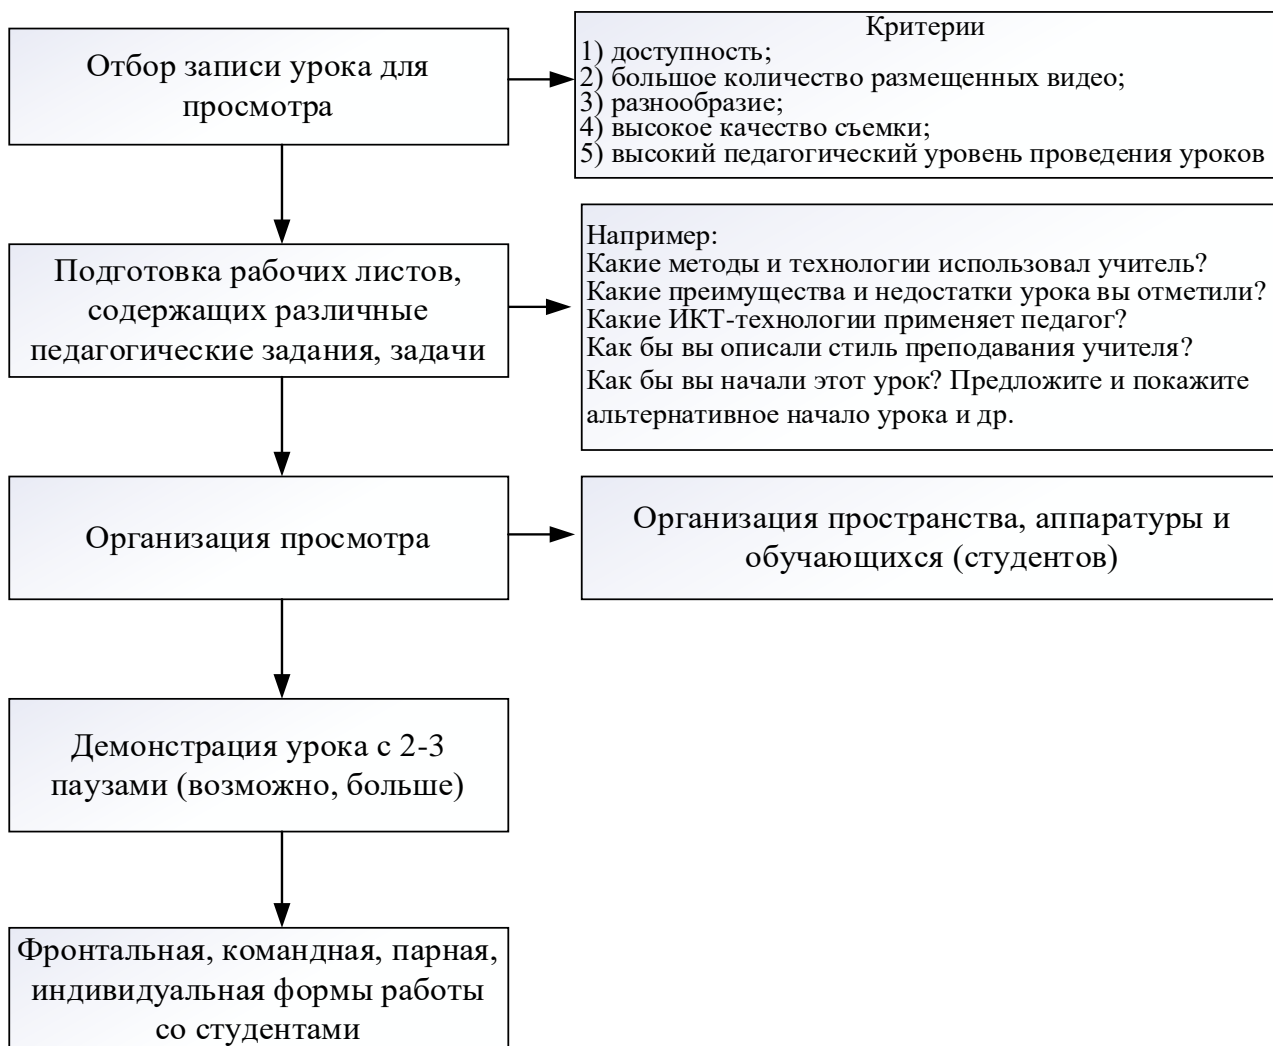 Отбор записи урока для
просмотра
Критерии
1) доступность;
2) большое количество размещенных видео;
3) разнообразие;
4) высокое качество съемки;
5) высокий педагогический уровень проведения уроков
Подготовка рабочих листов,
содержащих различные
педагогические задания, задачи
Например:
Какие методы и технологии использовал учитель?
Какие преимущества и недостатки урока вы отметили?
Какие ИКТ-технологии применяет педагог?
Как бы вы описали стиль преподавания учителя?
Как бы вы начали этот урок? Предложите и покажите
альтернативное начало урока и др.
Организация просмотра
Организация пространства, аппаратуры и
обучающихся (студентов)
Демонстрация урока с 2-3
паузами (возможно, больше)
Фронтальная, командная, парная,
индивидуальная формы работы
со студентами